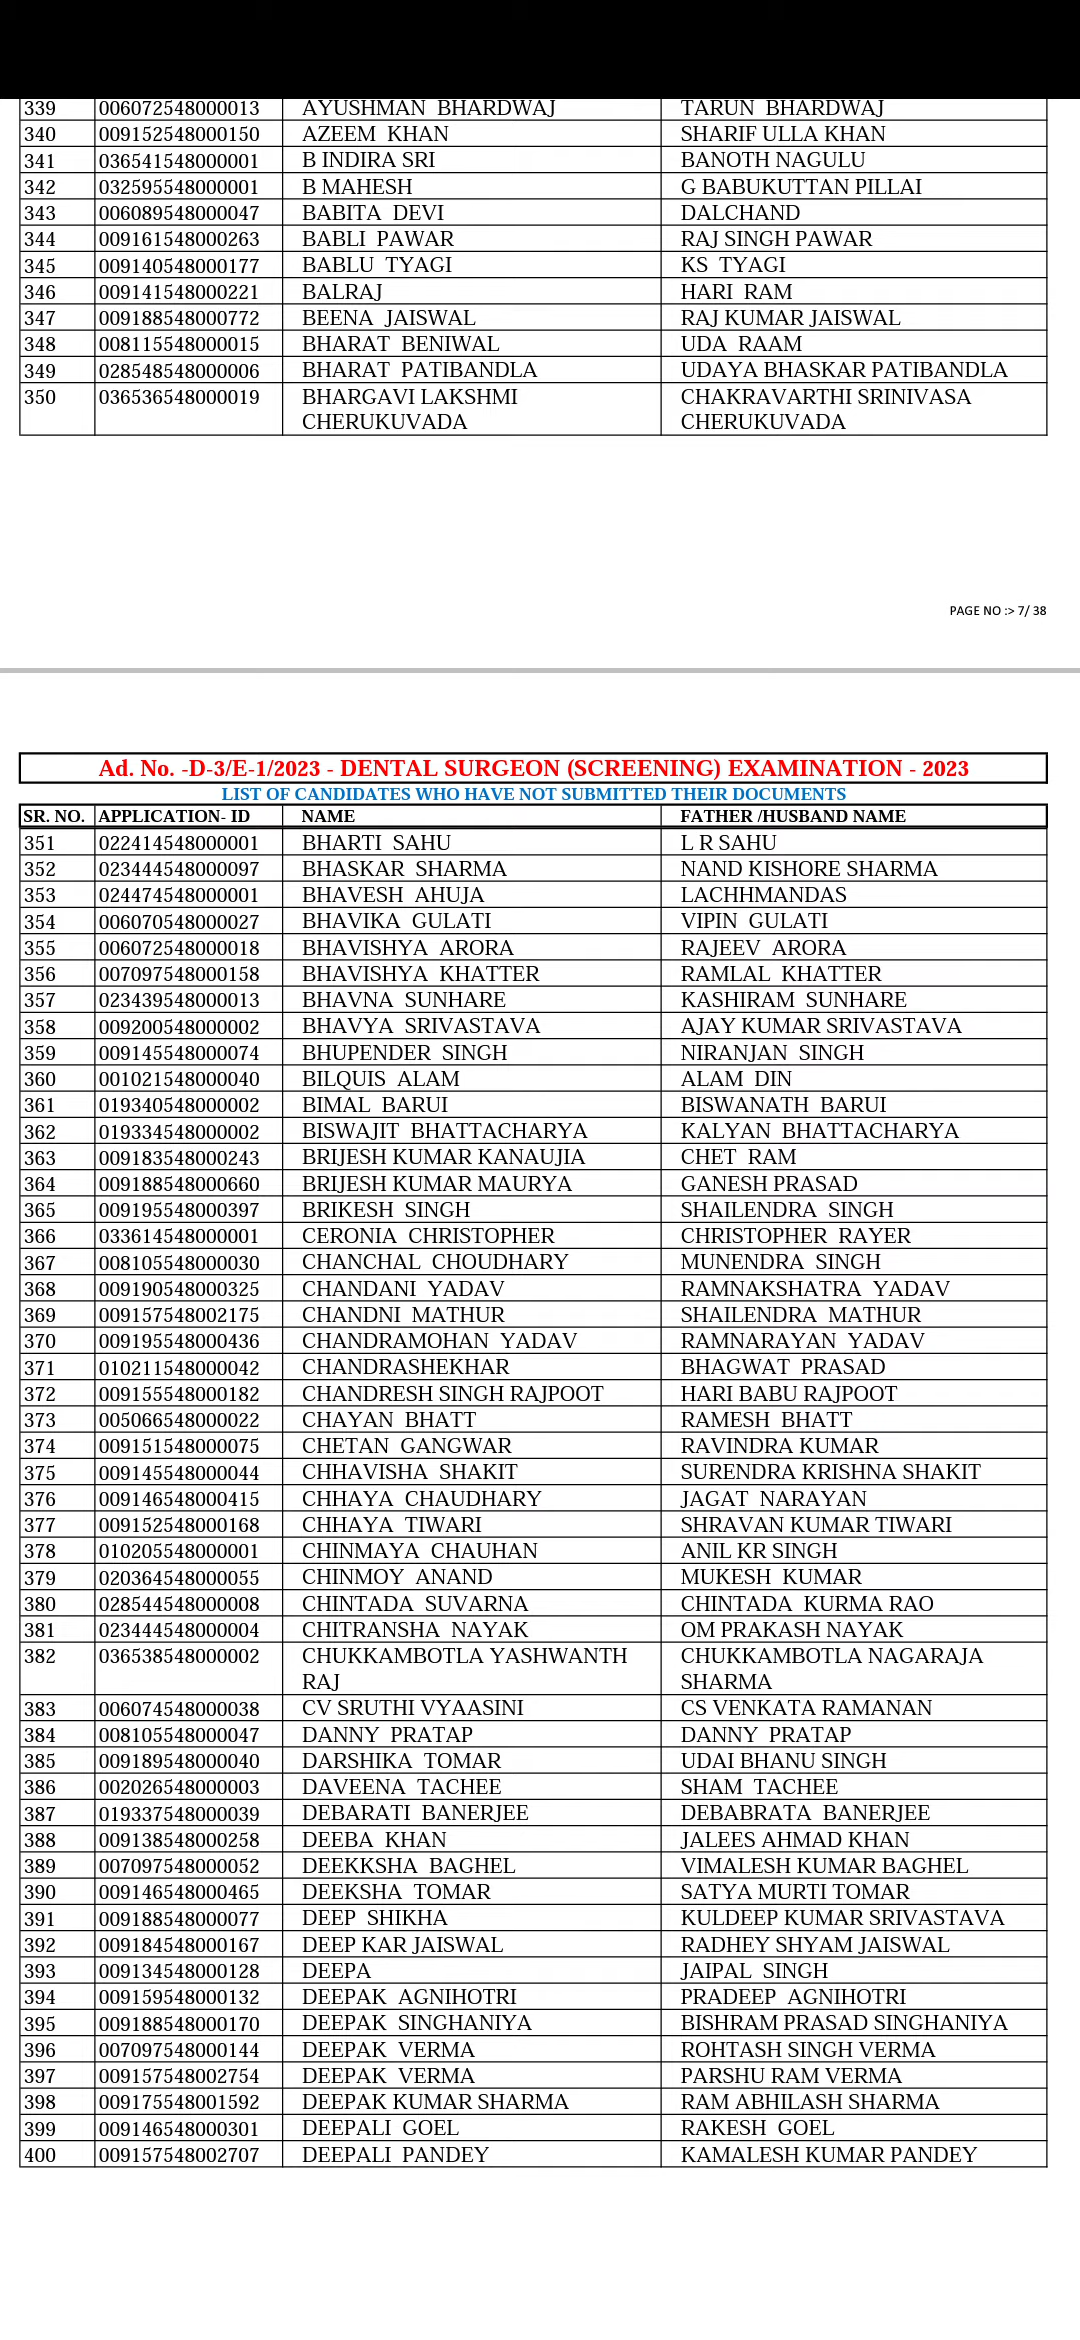 339 006072548000013 AYUSHMAN BHARDWAJ TARUN BHARDWAJ
340 009152548000150 AZEEM KHAN SHARIF ULLA KHAN
341 036541548000001 B INDIRA SRI BANOTH NAGULU
342 032595548000001 B MAHESH G BABUKUTTAN PILLAI
343 006089548000047 BABITA DEVI DALCHAND
344 009161548000263 BABLI PAWAR RAJ SINGH PAWAR
345 009140548000177 BABLU TYAGI KS TYAGI
346 009141548000221 BALRAJ HARI RAM
347 009188548000772 BEENA JAISWAL RAJ KUMAR JAISWAL
348 008115548000015 BHARAT BENIWAL UDA RAAM
349 028548548000006 BHARAT PATIBANDLA UDAYA BHASKAR PATIBANDLA
350 036536548000019 BHARGAVI LAKSHMI CHAKRAVARTHI SRINIVASA
CHERUKUVADA CHERUKUVADA
PAGE NO :> 7/ 38
Ad. No. -D-3/E-1/2023 - DENTAL SURGEON (SCREENING) EXAMINATION - 2023
LIST OF CANDIDATES WHO HAVE NOT SUBMITTED THEIR DOCUMENTS
SR. NO. APPLICATION- ID NAME FATHER /HUSBAND NAME
351 022414548000001 BHARTI SAHU L R SAHU
352 023444548000097 BHASKAR SHARMA NAND KISHORE SHARMA
353 024474548000001 BHAVESH AHUJA LACHHMANDAS
354 006070548000027 BHAVIKA GULATI VIPIN GULATI
355 006072548000018 BHAVISHYA ARORA RAJEEV ARORA
356 007097548000158 BHAVISHYA KHATTER RAMLAL KHATTER
357 023439548000013 BHAVNA SUNHARE KASHIRAM SUNHARE
358 009200548000002 BHAVYA SRIVASTAVA AJAY KUMAR SRIVASTAVA
359 009145548000074 BHUPENDER SINGH NIRANJAN SINGH
360 001021548000040 BILQUIS ALAM ALAM DIN
361 019340548000002 BIMAL BARUI BISWANATH BARUI
362 019334548000002 BISWAJIT BHATTACHARYA KALYAN BHATTACHARYA
363 009183548000243 BRIJESH KUMAR KANAUJIA CHET RAM
364 009188548000660 BRIJESH KUMAR MAURYA GANESH PRASAD
365 009195548000397 BRIKESH SINGH SHAILENDRA SINGH
366 033614548000001 CERONIA CHRISTOPHER CHRISTOPHER RAYER
367 008105548000030 CHANCHAL CHOUDHARY MUNENDRA SINGH
368 009190548000325 CHANDANI YADAV RAMNAKSHATRA YADAV
369 009157548002175 CHANDNI MATHUR SHAILENDRA MATHUR
370 009195548000436 CHANDRAMOHAN YADAV RAMNARAYAN YADAV
371 010211548000042 CHANDRASHEKHAR BHAGWAT PRASAD
372 009155548000182 CHANDRESH SINGH RAJPOOT HARI BABU RAJPOOT
373 005066548000022 CHAYAN BHATT RAMESH BHATT
374 009151548000075 CHETAN GANGWAR RAVINDRA KUMAR
375 009145548000044 CHHAVISHA SHAKIT SURENDRA KRISHNA SHAKIT
376 009146548000415 CHHAYA CHAUDHARY JAGAT NARAYAN
377 009152548000168 CHHAYA TIWARI SHRAVAN KUMAR TIWARI
378 010205548000001 CHINMAYA CHAUHAN ANIL KR SINGH
379 020364548000055 CHINMOY ANAND MUKESH KUMAR
380 028544548000008 CHINTADA SUVARNA CHINTADA KURMA RAO
381 023444548000004 CHITRANSHA NAYAK OM PRAKASH NAYAK
382 036538548000002 CHUKKAMBOTLA YASHWANTH CHUKKAMBOTLA NAGARAJA
RAJ SHARMA
383 006074548000038 CV SRUTHI VYAASINI CS VENKATA RAMANAN
384 008105548000047 DANNY PRATAP DANNY PRATAP
385 009189548000040 DARSHIKA TOMAR UDAI BHANU SINGH
386 002026548000003 DAVEENA TACHEE SHAM TACHEE
387 019337548000039 DEBARATI BANERJEE DEBABRATA BANERJEE
388 009138548000258 DEEBA KHAN JALEES AHMAD KHAN
389 007097548000052 DEEKKSHA BAGHEL VIMALESH KUMAR BAGHEL
390 009146548000465 DEEKSHA TOMAR SATYA MURTI TOMAR
391 009188548000077 DEEP SHIKHA KULDEEP KUMAR SRIVASTAVA
392 009184548000167 DEEP KAR JAISWAL RADHEY SHYAM JAISWAL
393 009134548000128 DEEPA JAIPAL SINGH
394 009159548000132 DEEPAK AGNIHOTRI PRADEEP AGNIHOTRI
395 009188548000170 DEEPAK SINGHANIYA BISHRAM PRASAD SINGHANIYA
396 007097548000144 DEEPAK VERMA ROHTASH SINGH VERMA
397 009157548002754 DEEPAK VERMA PARSHU RAM VERMA
398 009175548001592 DEEPAK KUMAR SHARMA RAM ABHILASH SHARMA
399 009146548000301 DEEPALI GOEL RAKESH GOEL
400 009157548002707 DEEPALI PANDEY KAMALESH KUMAR PANDEY